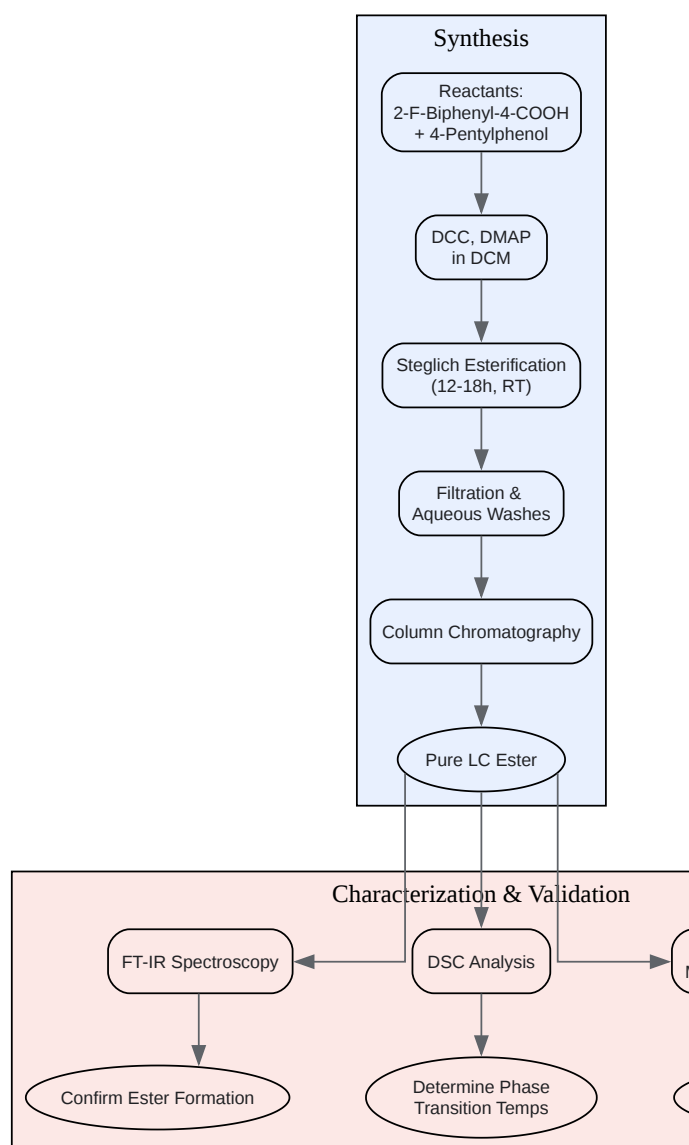 Synthesis
Reactants:
2-F-Biphenyl-4-COOH
+ 4-Pentylphenol
DCC, DMAP
in DCM
Steglich Esterification
(12-18h, RT)
Filtration &
Aqueous Washes
Column Chromatography
Pure LC Ester
Characterization & Validation
FT-IR Spectroscopy
DSC Analysis
Confirm Ester Formation
Determine Phase
Transition Temps